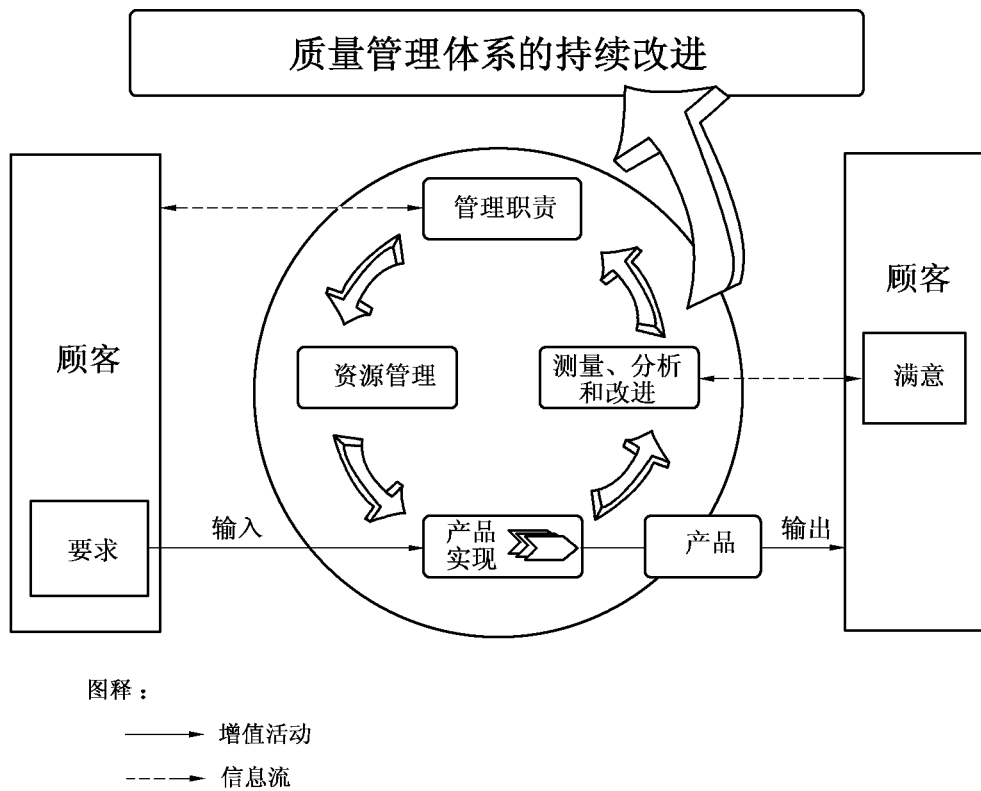 质量管理体系的持续改进
管理职责
顾客
顾客
资源管理
测量、分析
和改进
满意
要求
输入
产品
实现
产品
输出
图释：
增值活动
信息流